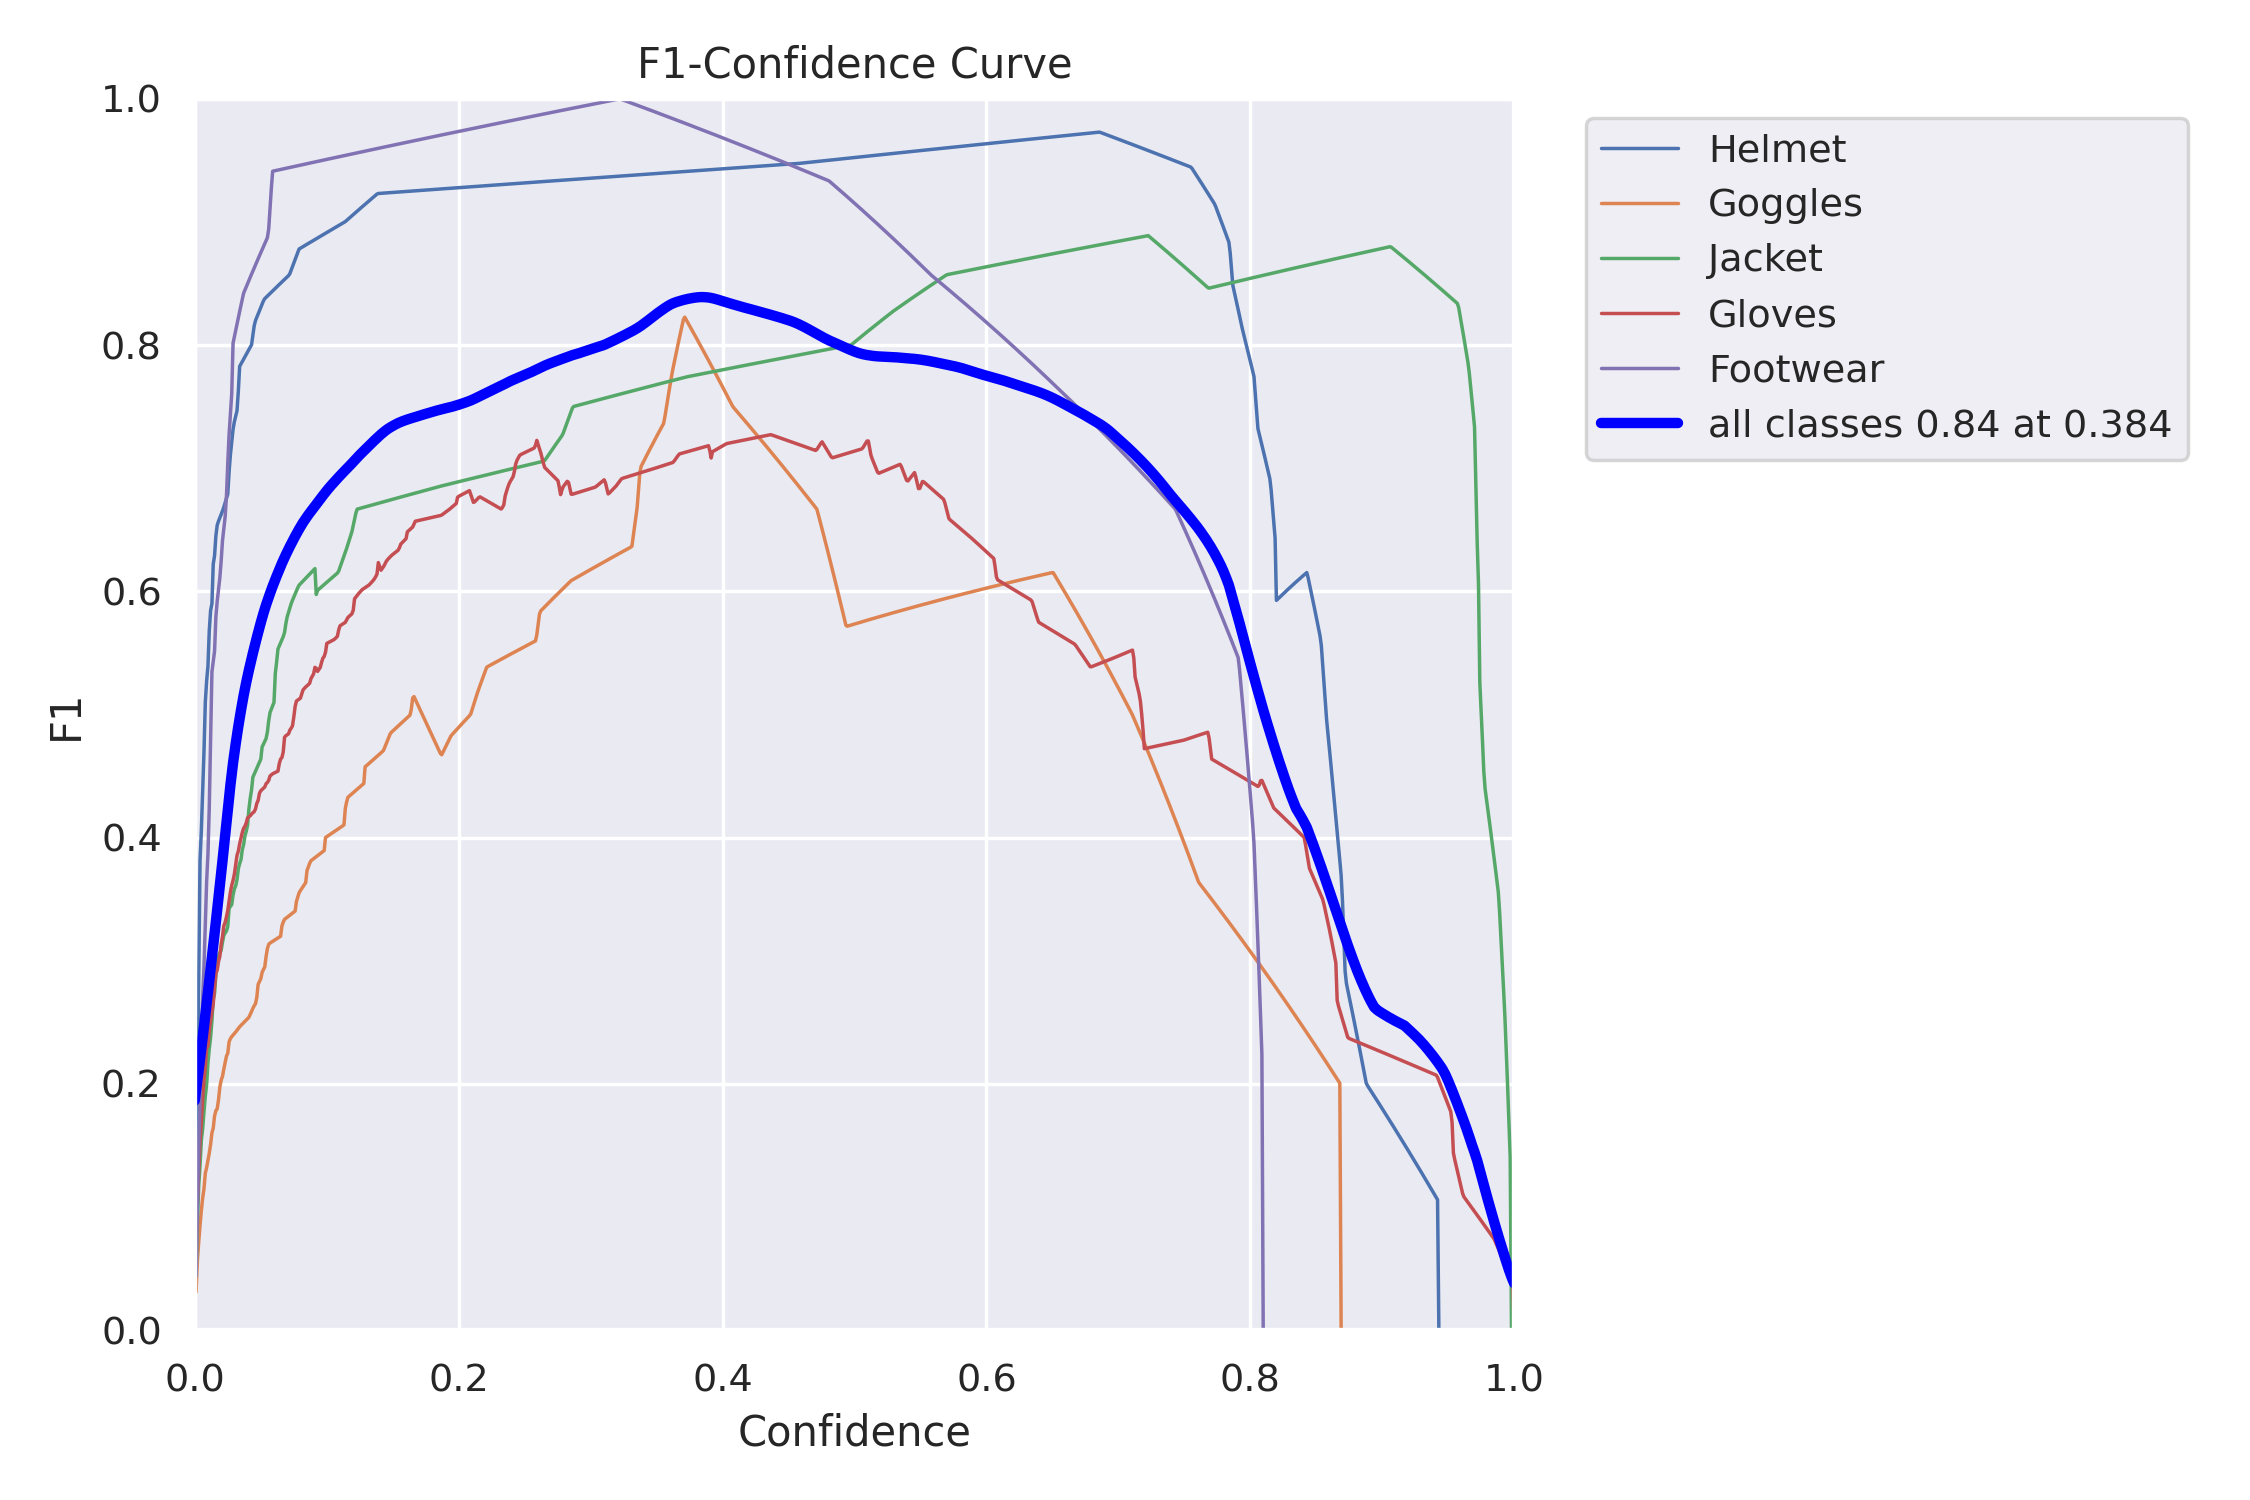 F1-Confidence Curve
1.0
0.8
0.6
0.4
0.2
0.0
F1
0.0 0.2 0.4 0.6 0.8 1.0
Confidence
Helmet
Goggles
Jacket
Gloves
Footwear
all classes 0.84 at 0.384